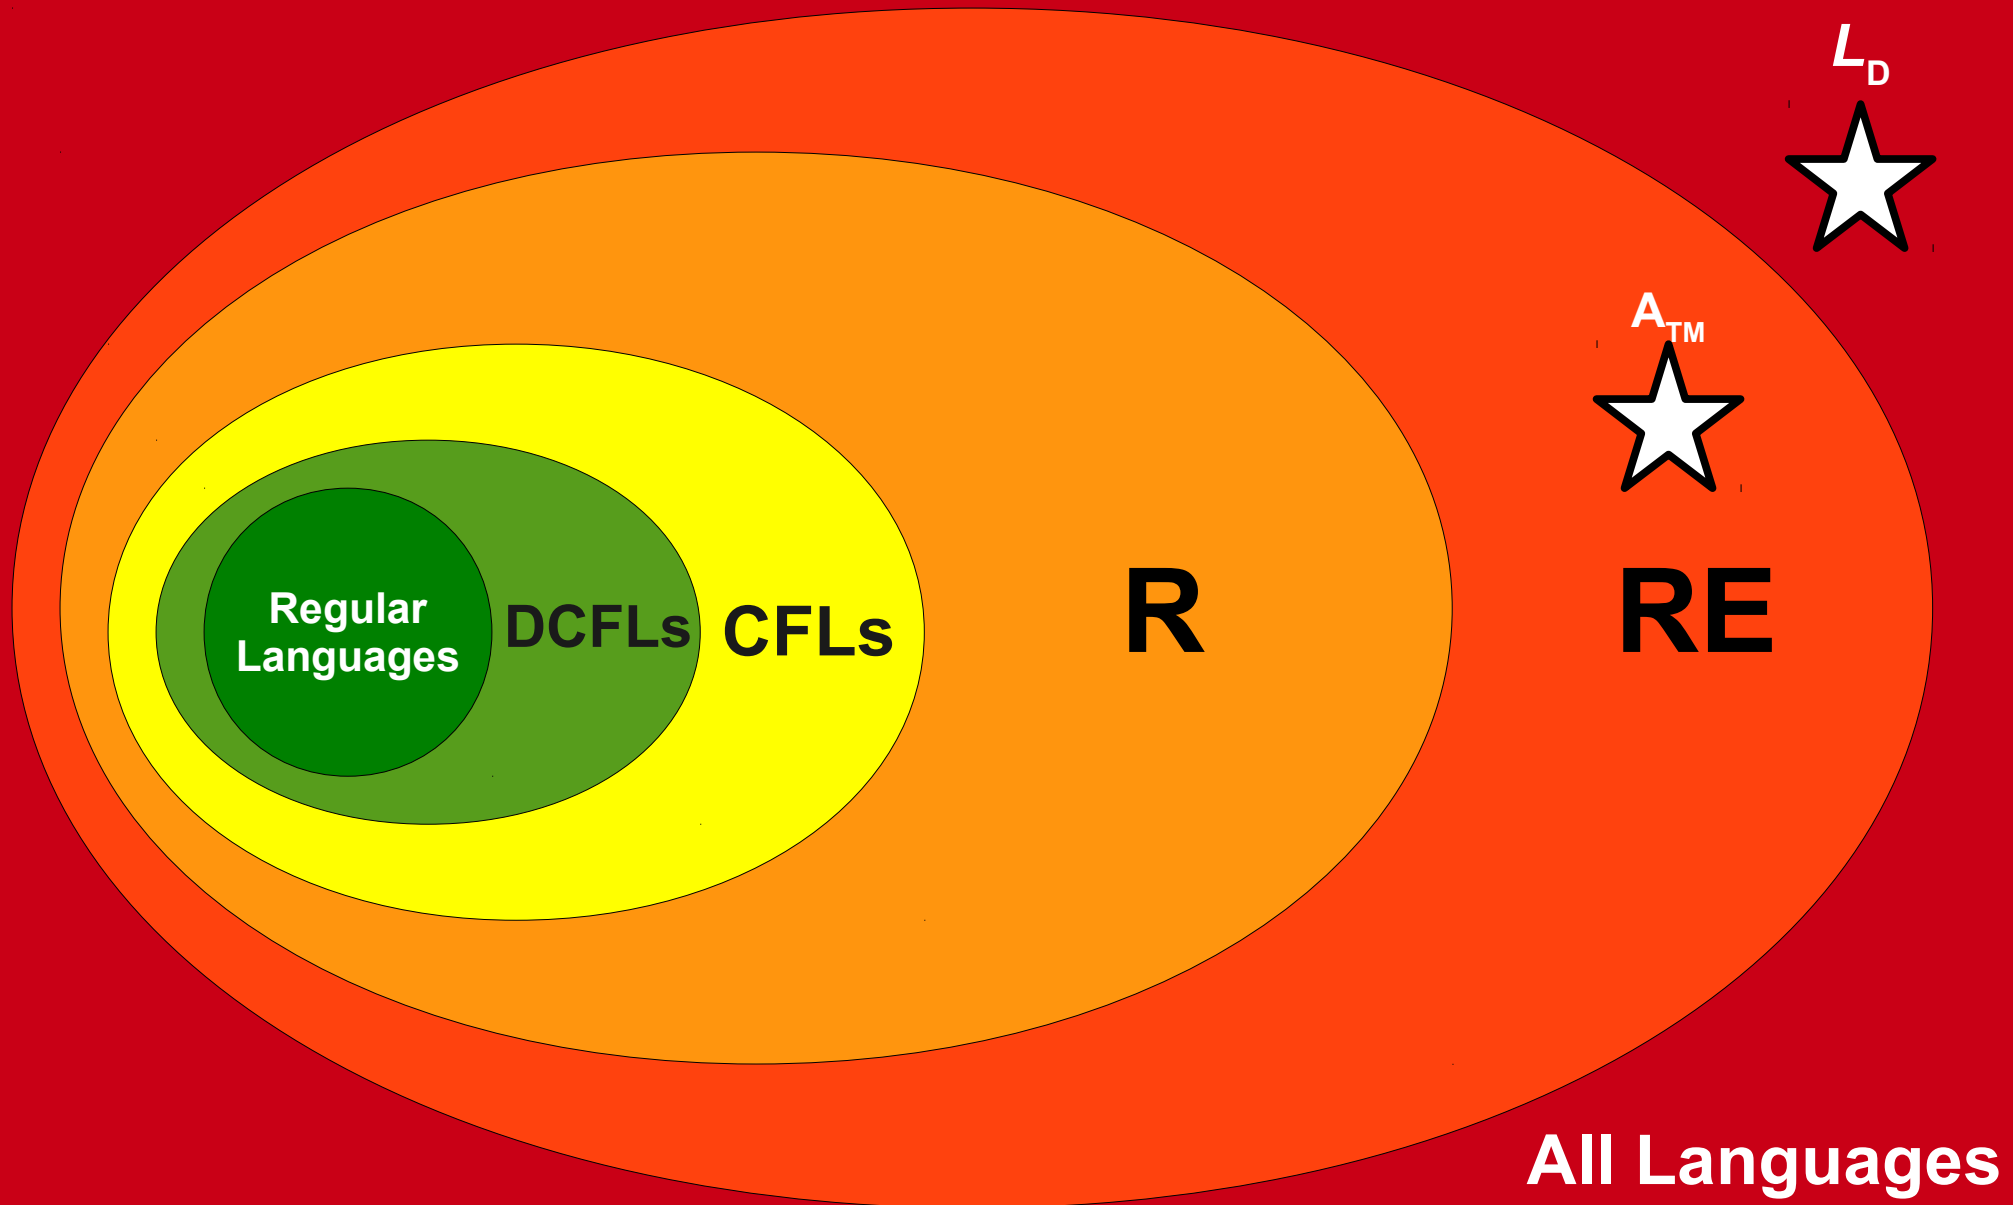 L_D
A_TM
Regular
Languages
DCFLs
CFLs
R
RE
All Languages